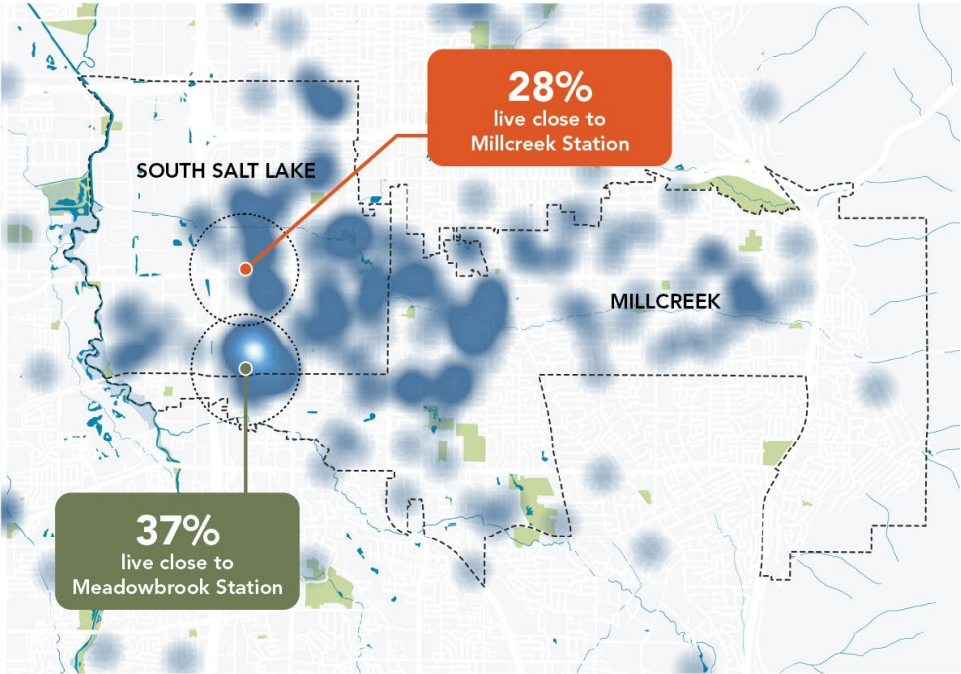 28%
live close to
Millcreek Station
SOUTH SALT LAKE
MILLCREEK
37%
live close to
Meadowbrook Station